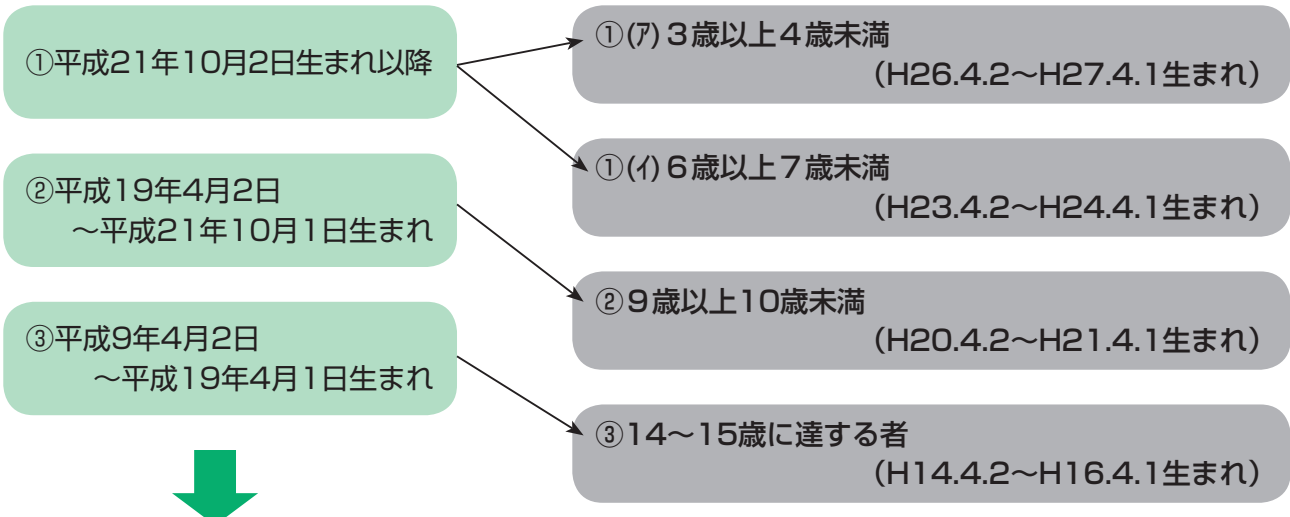 ①平成21年10月2日生まれ以降
②平成19年4月2日
～平成21年10月1日生まれ
③平成9年4月2日
～平成19年4月1日生まれ
①(ア)３歳以上４歳未満
（H26.4.2～H27.4.1生まれ）
①(イ)６歳以上７歳未満
（H23.4.2～H24.4.1生まれ）
②９歳以上10歳未満
（H20.4.2～H21.4.1生まれ）
③14～15歳に達する者
（H14.4.2～H16.4.1生まれ）